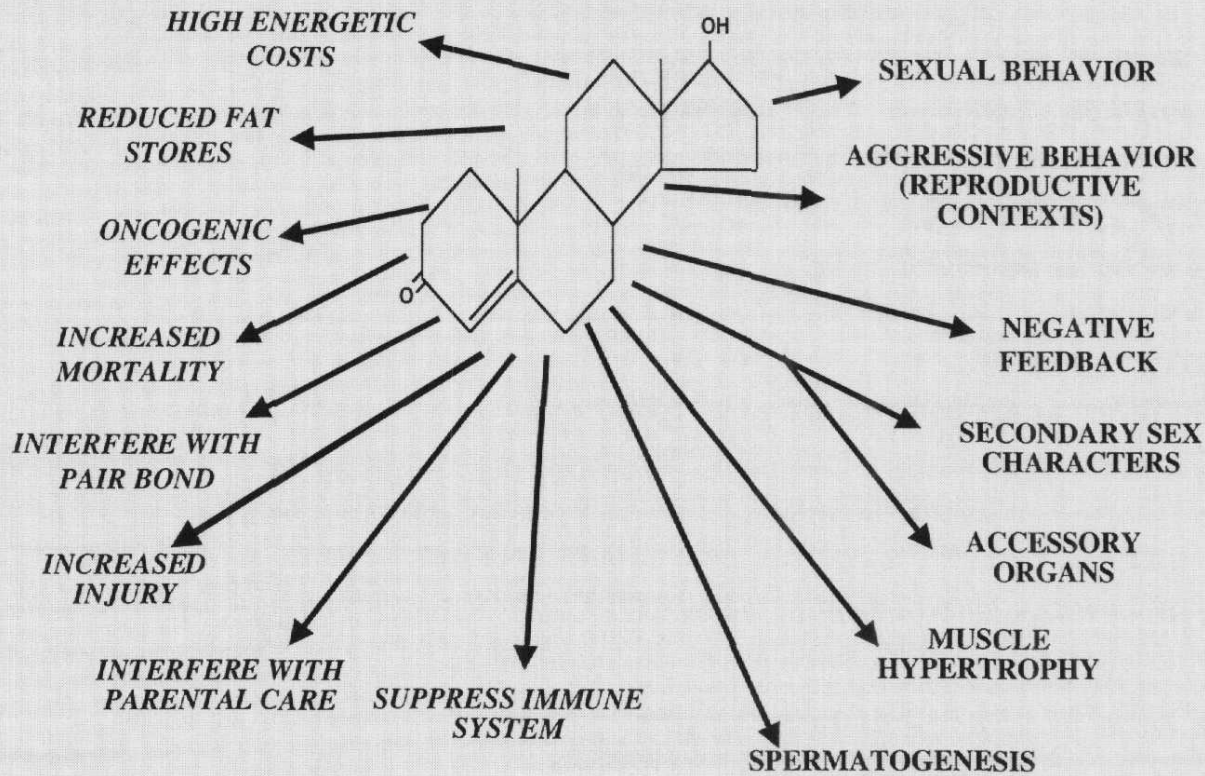 HIGH ENERGETIC
COSTS
OH
SEXUAL BEHAVIOR
REDUCED FAT
STORES
AGGRESSIVE BEHAVIOR
(REPRODUCTIVE
CONTEXTS)
ONCOGENIC
EFFECTS
O
INCREASED
MORTALITY
NEGATIVE
FEEDBACK
INTERFERE WITH
PAIR BOND
SECONDARY SEX
CHARACTERS
INCREASED
INJURY
ACCESSORY
ORGANS
INTERFERE WITH
PARENTAL CARE
SUPPRESS IMMUNE
SYSTEM
MUSCLE
HYPERTROPHY
SPERMATOGENESIS